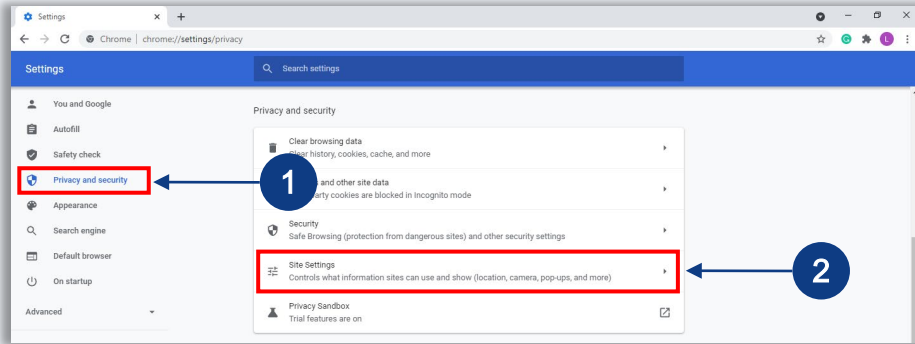 Settings
Chrome | chrome://settings/privacy
L
Settings
Search settings
You and Google
Autofill
Safety check
Privacy and security
Appearance
Search engine
Default browser
On startup
Advanced
Privacy and security
Clear browsing data
Clear history, cookies, cache, and more
and other site data
party cookies are blocked in Incognito mode
Security
Safe Browsing (protection from dangerous sites) and other security settings
Site Settings
Controls what information sites can use and show (location, camera, pop-ups, and more)
Privacy Sandbox
Trial features are on
1
2